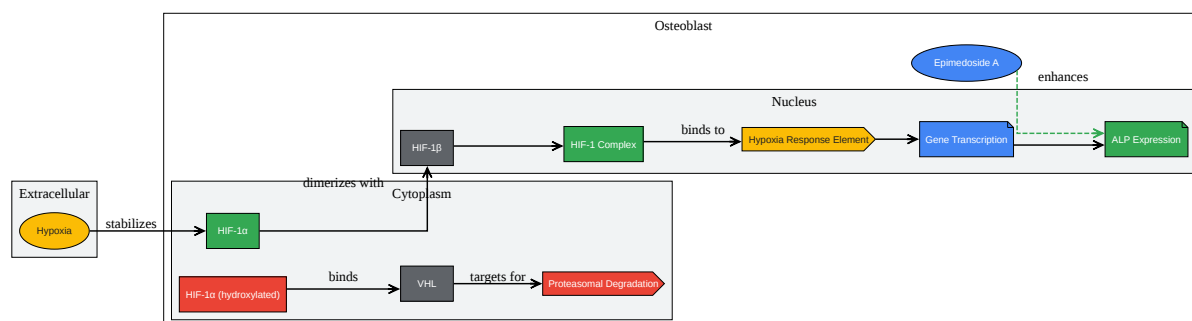 Osteoblast
Epimedoside A
enhances
Nucleus
HIF-1β
HIF-1 Complex
binds to
Hypoxia Response Element
Gene Transcription
ALP Expression
dimerizes with
Cytoplasm
Extracellular
Hypoxia
stabilizes
HIF-1α
HIF-1α (hydroxylated)
binds
VHL
targets for
Proteasomal Degradation